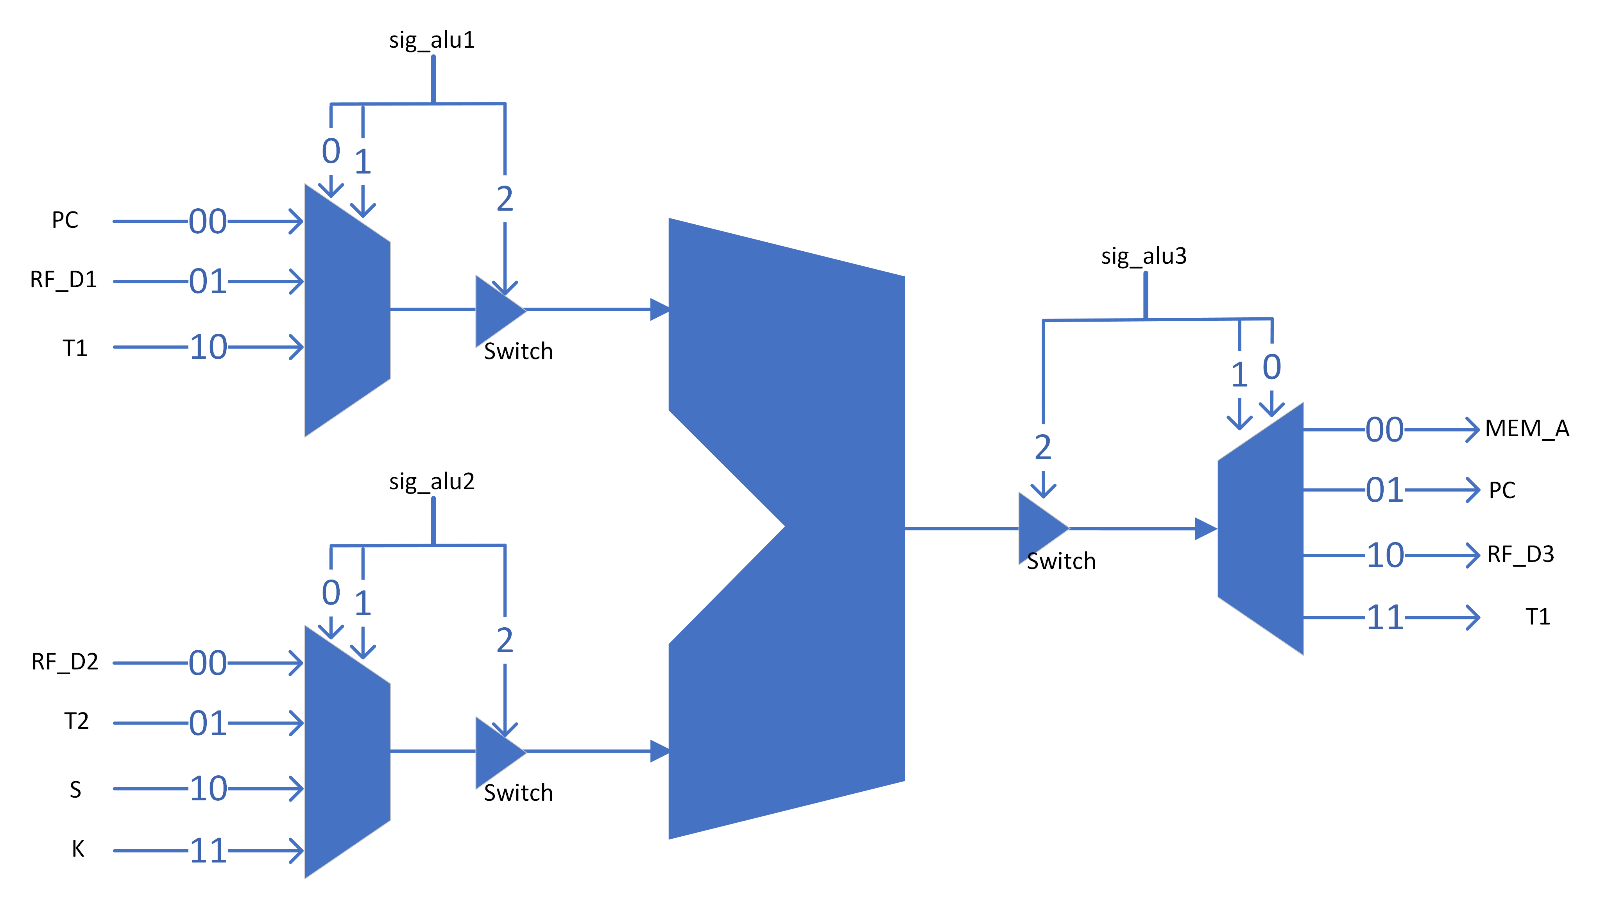 sig_alu1
0
1
2
PC
00
RF_D1
01
T1
10
Switch
sig_alu2
0
1
2
RF_D2
00
T2
01
S
10
K
11
Switch
sig_alu3
2
1
0
Switch
00
MEM_A
01
PC
10
RF_D3
11
T1